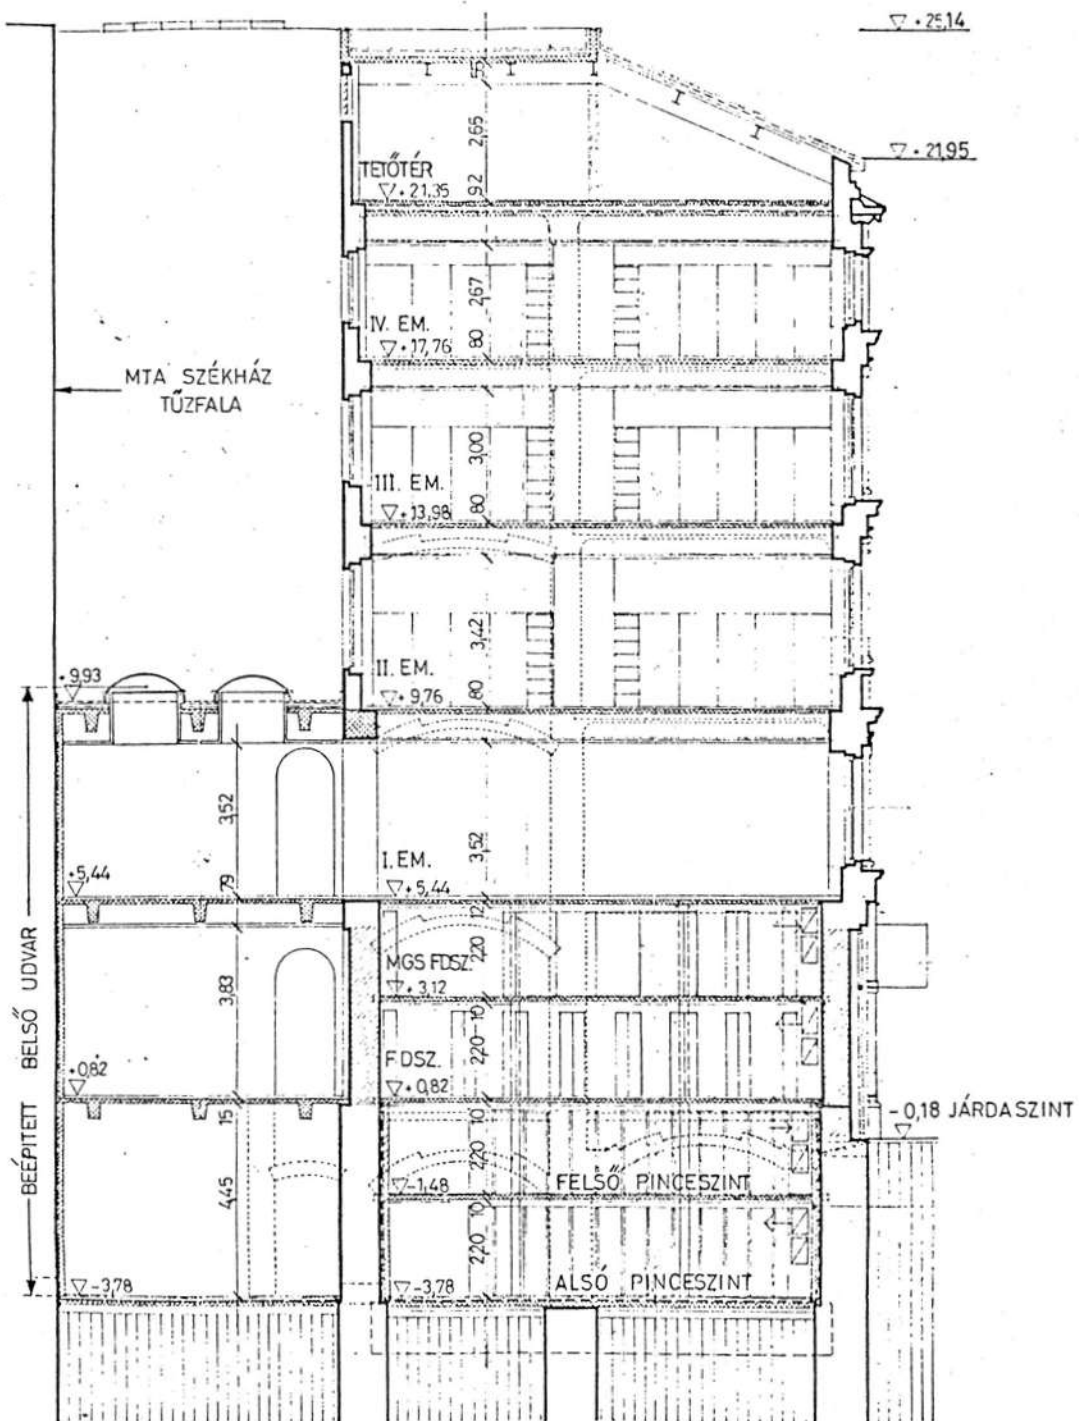 +25,14
+21,95
2,65
TETŐTÉR
+21,35
92
2,67
IV. EM.
+17,76
80
MTA SZÉKHÁZ
TŰZFALA
3,00
III. EM.
+13,98
80
3,42
II. EM.
+9,76
80
+9,93
3,52
3,52
I. EM.
+5,44
+5,44
79
12
2,20
MGS FDSZ.
+3,12
3,83
10
2,20
FDSZ.
+0,82
+0,82
BEÉPÍTETT BELSŐ UDVAR
-0,18 JÁRDASZINT
15
10
2,20
-1,48
FELSŐ PINCESZINT
4,45
10
2,20
-3,78
-3,78
ALSÓ PINCESZINT